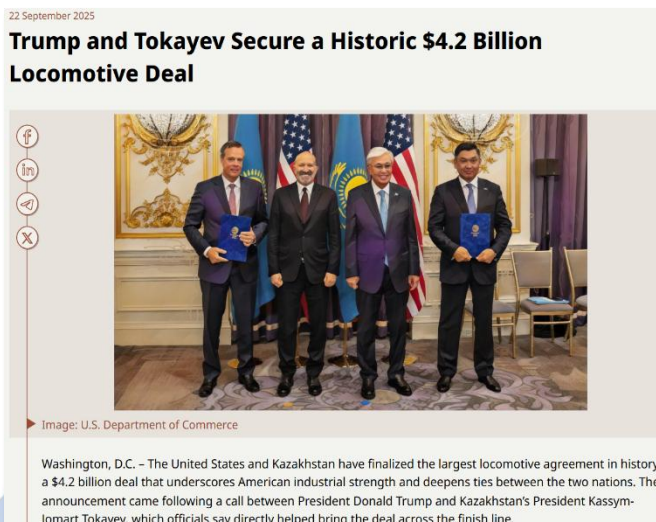 22 September 2025
Trump and Tokayev Secure a Historic $4.2 Billion
Locomotive Deal
Image: U.S. Department of Commerce
Washington, D.C. – The United States and Kazakhstan have finalized the largest locomotive agreement in history
a $4.2 billion deal that underscores American industrial strength and deepens ties between the two nations. The
announcement came following a call between President Donald Trump and Kazakhstan's President Kassym-
Jomart Tokayev, which officials say directly helped bring the deal across the finish line.